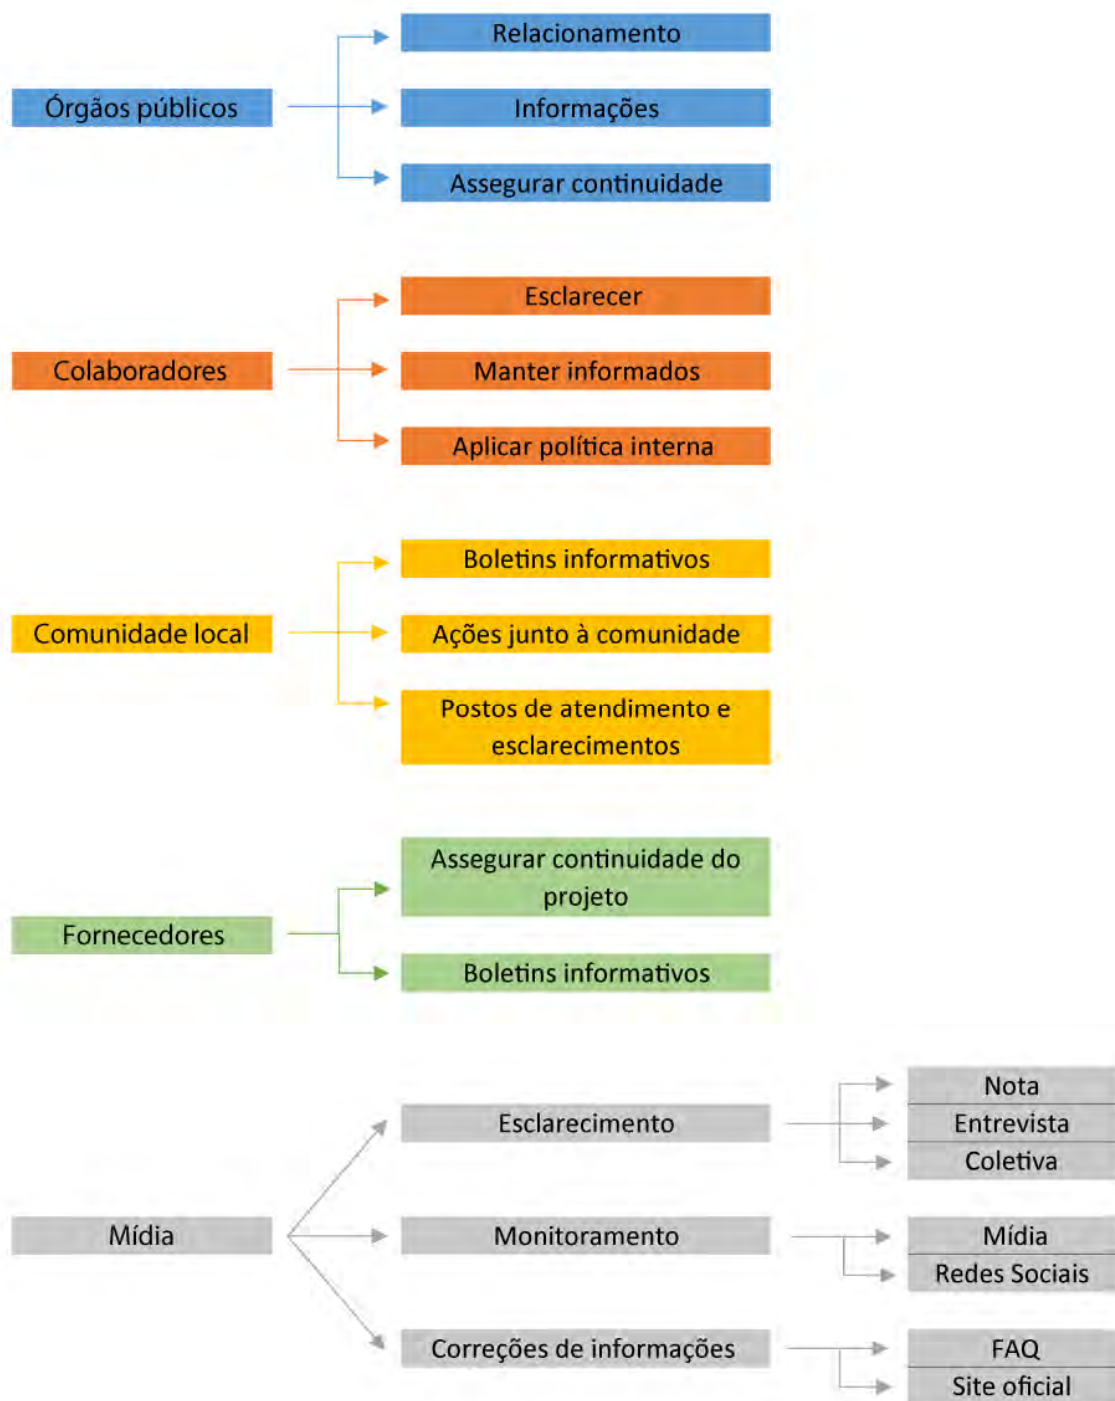 Relacionamento
Órgãos públicos
Informações
Assegurar continuidade
Esclarecer
Colaboradores
Manter informados
Aplicar política interna
Boletins informativos
Comunidade local
Ações junto à comunidade
Postos de atendimento e
esclarecimentos
Assegurar continuidade do
projeto
Fornecedores
Boletins informativos
Nota
Esclarecimento
Entrevista
Coletiva
Mídia
Monitoramento
Mídia
Redes Sociais
Correções de informações
FAQ
Site oficial